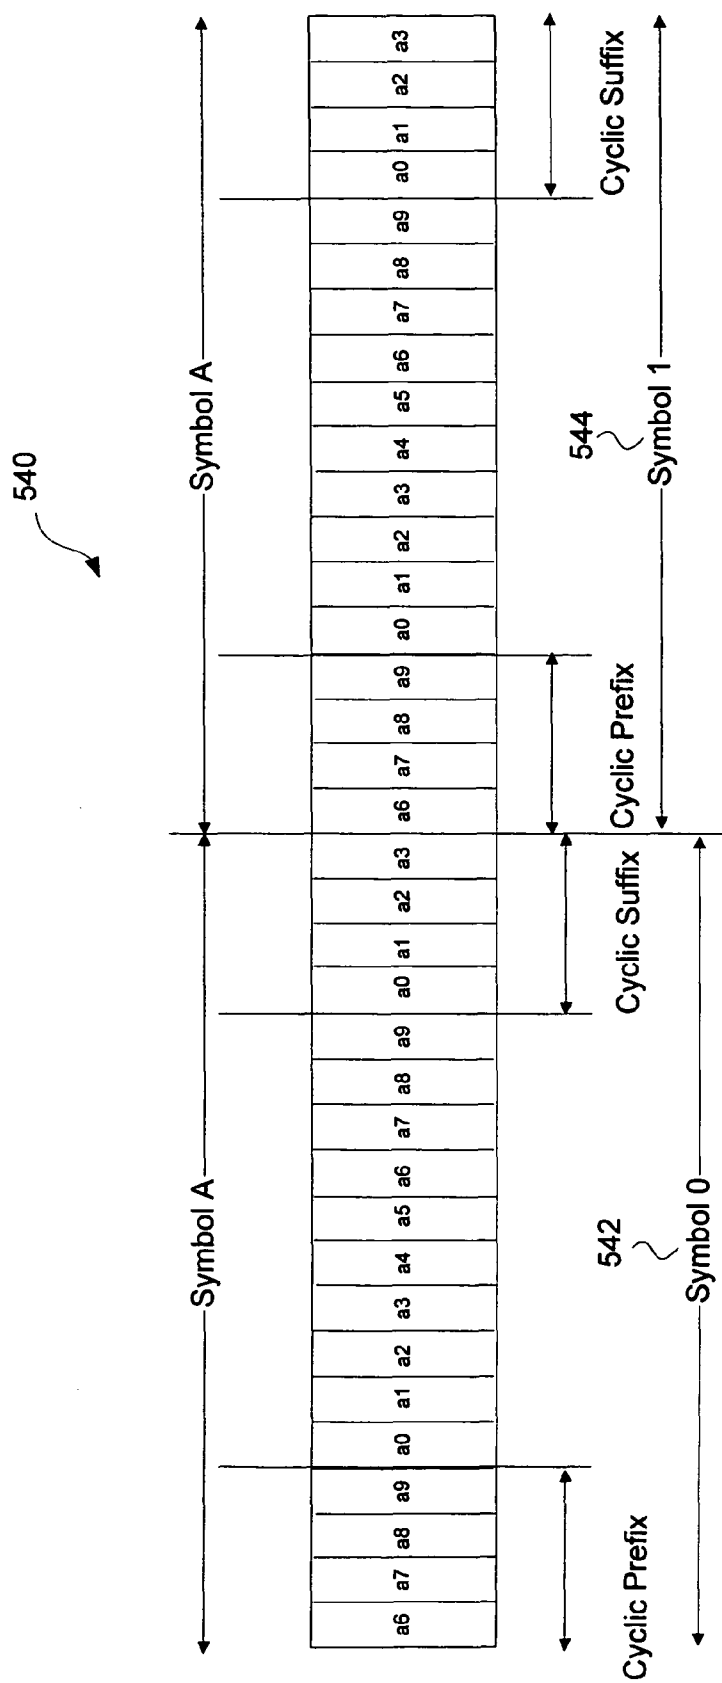 540
Symbol A
Symbol A
a6 a7 a8 a9 a0 a1 a2 a3 a4 a5 a6 a7 a8 a9 a0 a1 a2 a3 a6 a7 a8 a9 a0 a1 a2 a3 a4 a5 a6 a7 a8 a9 a0 a1 a2 a3
Cyclic Prefix
Cyclic Suffix
Cyclic Prefix
Cyclic Suffix
542
Symbol 0
544
Symbol 1